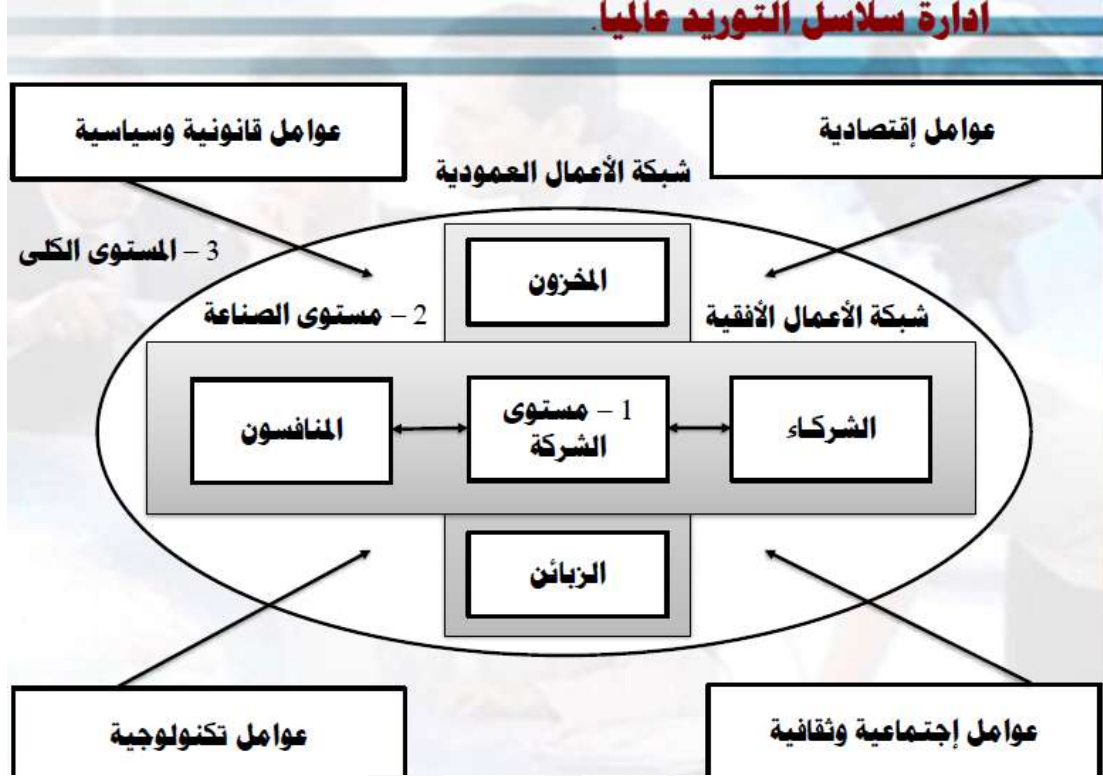 ادارة سلاسل التوريد عالمياً.
عوامل إقتصادية
عوامل قانونية وسياسية
شبكة الأعمال العمودية
3 – المستوى الكلى
المخزون
شبكة الأعمال الأفقية
2 – مستوى الصناعة
الشركاء
1 – مستوى
الشركة
المنافسون
الزبائن
عوامل إجتماعية وثقافية
عوامل تكنولوجية